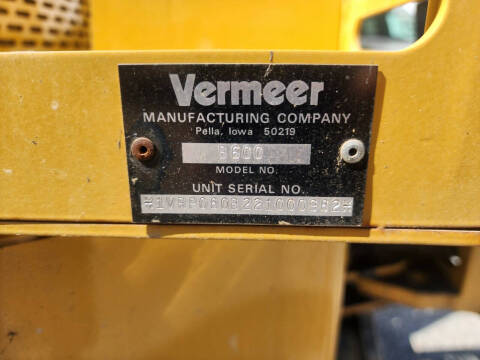 Vermeer
MANUFACTURING COMPANY
Pella, Iowa 50219
MODEL NO.
UNIT SERIAL NO.